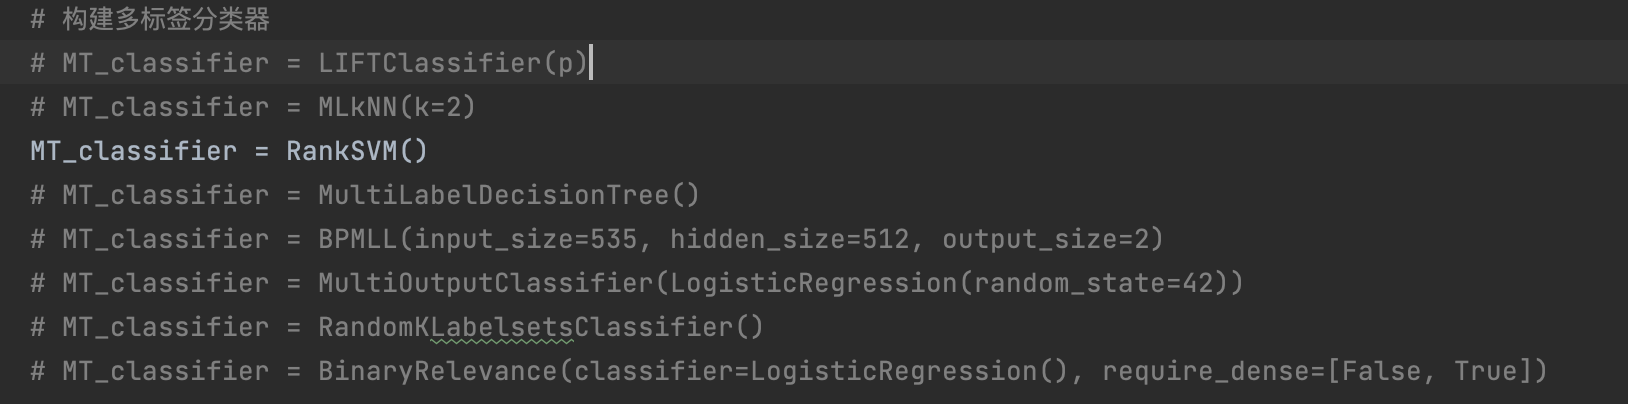 # 构建多标签分类器
# MT_classifier = LIFTClassifier(p)
# MT_classifier = MLkNN(k=2)
MT_classifier = RankSVM()
# MT_classifier = MultiLabelDecisionTree()
# MT_classifier = BPMLL(input_size=535, hidden_size=512, output_size=2)
# MT_classifier = MultiOutputClassifier(LogisticRegression(random_state=42))
# MT_classifier = RandomKLabelsetsClassifier()
# MT_classifier = BinaryRelevance(classifier=LogisticRegression(), require_dense=[False, True])